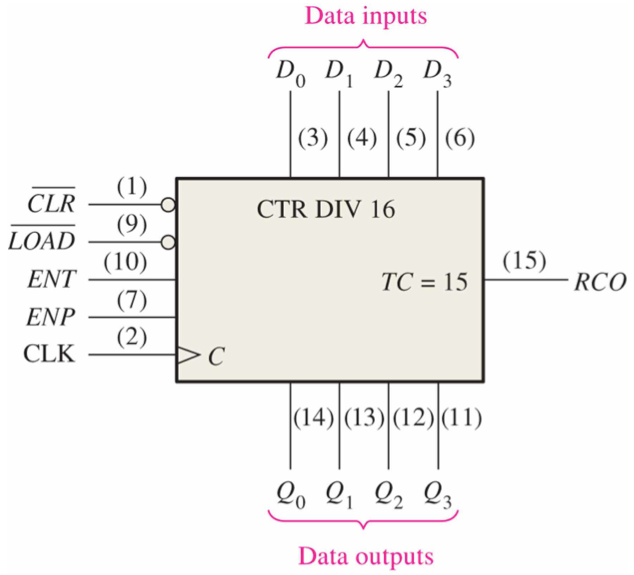 Data inputs
D0 D1 D2 D3
(3) (4) (5) (6)
CLR (1)
CTR DIV 16
LOAD (9)
ENT (10)
TC = 15
(15) RCO
ENP (7)
CLK (2)
C
(14) (13) (12) (11)
Q0 Q1 Q2 Q3
Data outputs